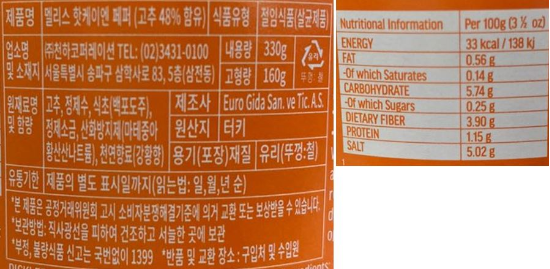 제품명 멜리스 핫케이엔 페퍼 (고추 48% 함유) 식품유형 절임식품(살균제품)
업소명 및 소재지 ㈜천하코퍼레이션 TEL: (02)3431-0100 내용량 330g
서울특별시 송파구 삼학사로 83, 5층(삼전동) 고형량 160g
원재료명 및 함량 고추, 정제수, 식초(백포도주), 제조사 Euro Gida San. ve Tic. A.S.
정제소금, 산화방지제(메타중아 원산지 터키
황산나트륨), 천연향료(강황향) 용기(포장)재질 유리(뚜껑:철)
유통기한 제품의 별도 표시일까지(읽는법: 일,월,년 순)
*본 제품은 공정거래위원회 고시 소비자분쟁해결기준에 의거 교환 또는 보상받을 수 있습니다.
*보관방법: 직사광선을 피하여 건조하고 서늘한 곳에 보관
*부정, 불량식품 신고는 국번없이 1399 *반품 및 교환 장소: 구입처 및 수입원
Nutritional Information Per 100g (3 ½ oz)
ENERGY 33 kcal / 138 kj
FAT 0.56 g
-Of which Saturates 0.14 g
CARBOHYDRATE 5.74 g
-Of which Sugars 0.25 g
DIETARY FIBER 3.90 g
PROTEIN 1.15 g
SALT 5.02 g